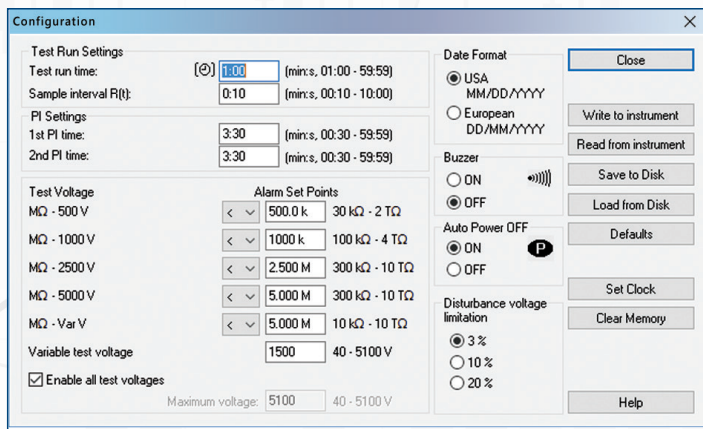 Configuration
Test Run Settings
Test run time: 1:00 (min:s, 01:00 - 59:59)
Sample interval R(t): 0:10 (min:s, 00:10 - 10:00)
PI Settings
1st PI time: 3:30 (min:s, 00:30 - 59:59)
2nd PI time: 3:30 (min:s, 00:30 - 59:59)
Test Voltage Alarm Set Points
MΩ - 500 V < 500.0 k 30 kΩ - 2 TΩ
MΩ - 1000 V < 1000 k 100 kΩ - 4 TΩ
MΩ - 2500 V < 2.500 M 300 kΩ - 10 TΩ
MΩ - 5000 V < 5.000 M 300 kΩ - 10 TΩ
MΩ - Var V < 5.000 M 10 kΩ - 10 TΩ
Variable test voltage 1500 40 - 5100 V
Enable all test voltages
Maximum voltage: 5100 40 - 5100 V
Date Format
USA
MM/DD/YYYY
European
DD/MM/YYYY
Buzzer
ON
OFF
Auto Power OFF
ON P
OFF
Disturbance voltage
limitation
3 %
10 %
20 %
Close
Write to instrument
Read from instrument
Save to Disk
Load from Disk
Defaults
Set Clock
Clear Memory
Help